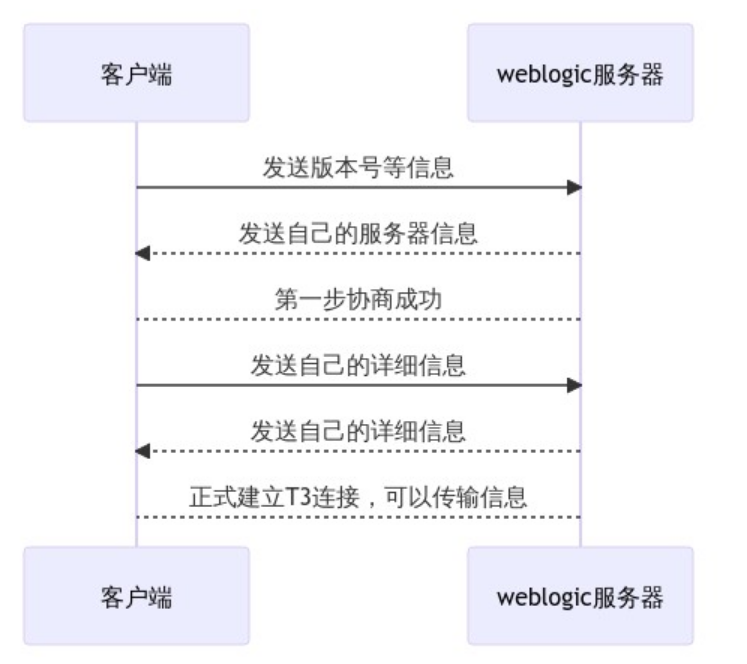 客户端
weblogic服务器
发送版本号等信息
发送自己的服务器信息
第一步协商成功
发送自己的详细信息
发送自己的详细信息
正式建立T3连接，可以传输信息
客户端
weblogic服务器